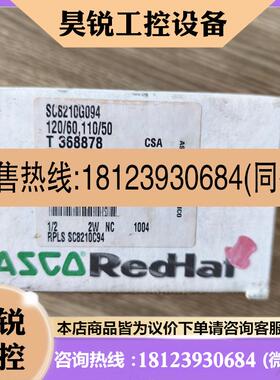 昊锐工控设备
SC8210G094
120/60,110/50
T 368878
CSA
售热线:18123930684(同
1/2 2W NC 1004
RPLS SC8210C94
ASCO RedHat
本店商品皆为议价 下单前请咨询客服
锐
工控
咨询热线:18123930684 (微